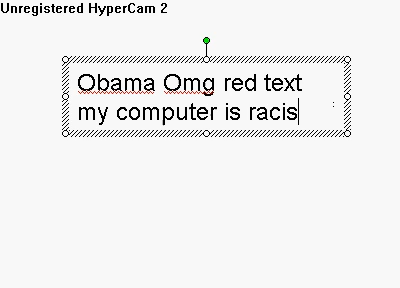 Unregistered HyperCam 2
Obama Omg red text
my computer is racis